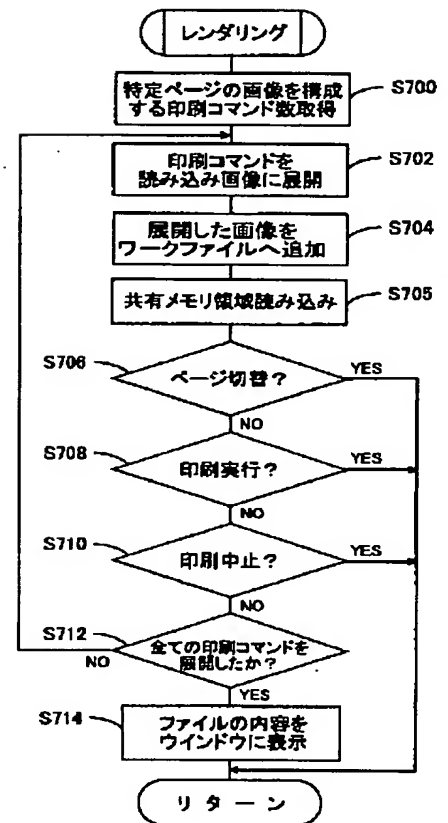 レンダリング
特定ページの画像を構成
する印刷コマンド数取得
S700
印刷コマンドを
読み込み画像に展開
S702
展開した画像を
ワークファイルへ追加
S704
共有メモリ領域読み込み
S705
S706
ページ切替?
YES
NO
S708
印刷実行?
YES
NO
S710
印刷中止?
YES
NO
S712
全ての印刷コマンドを
展開したか?
NO
YES
S714
ファイルの内容を
ウインドウに表示
リターン